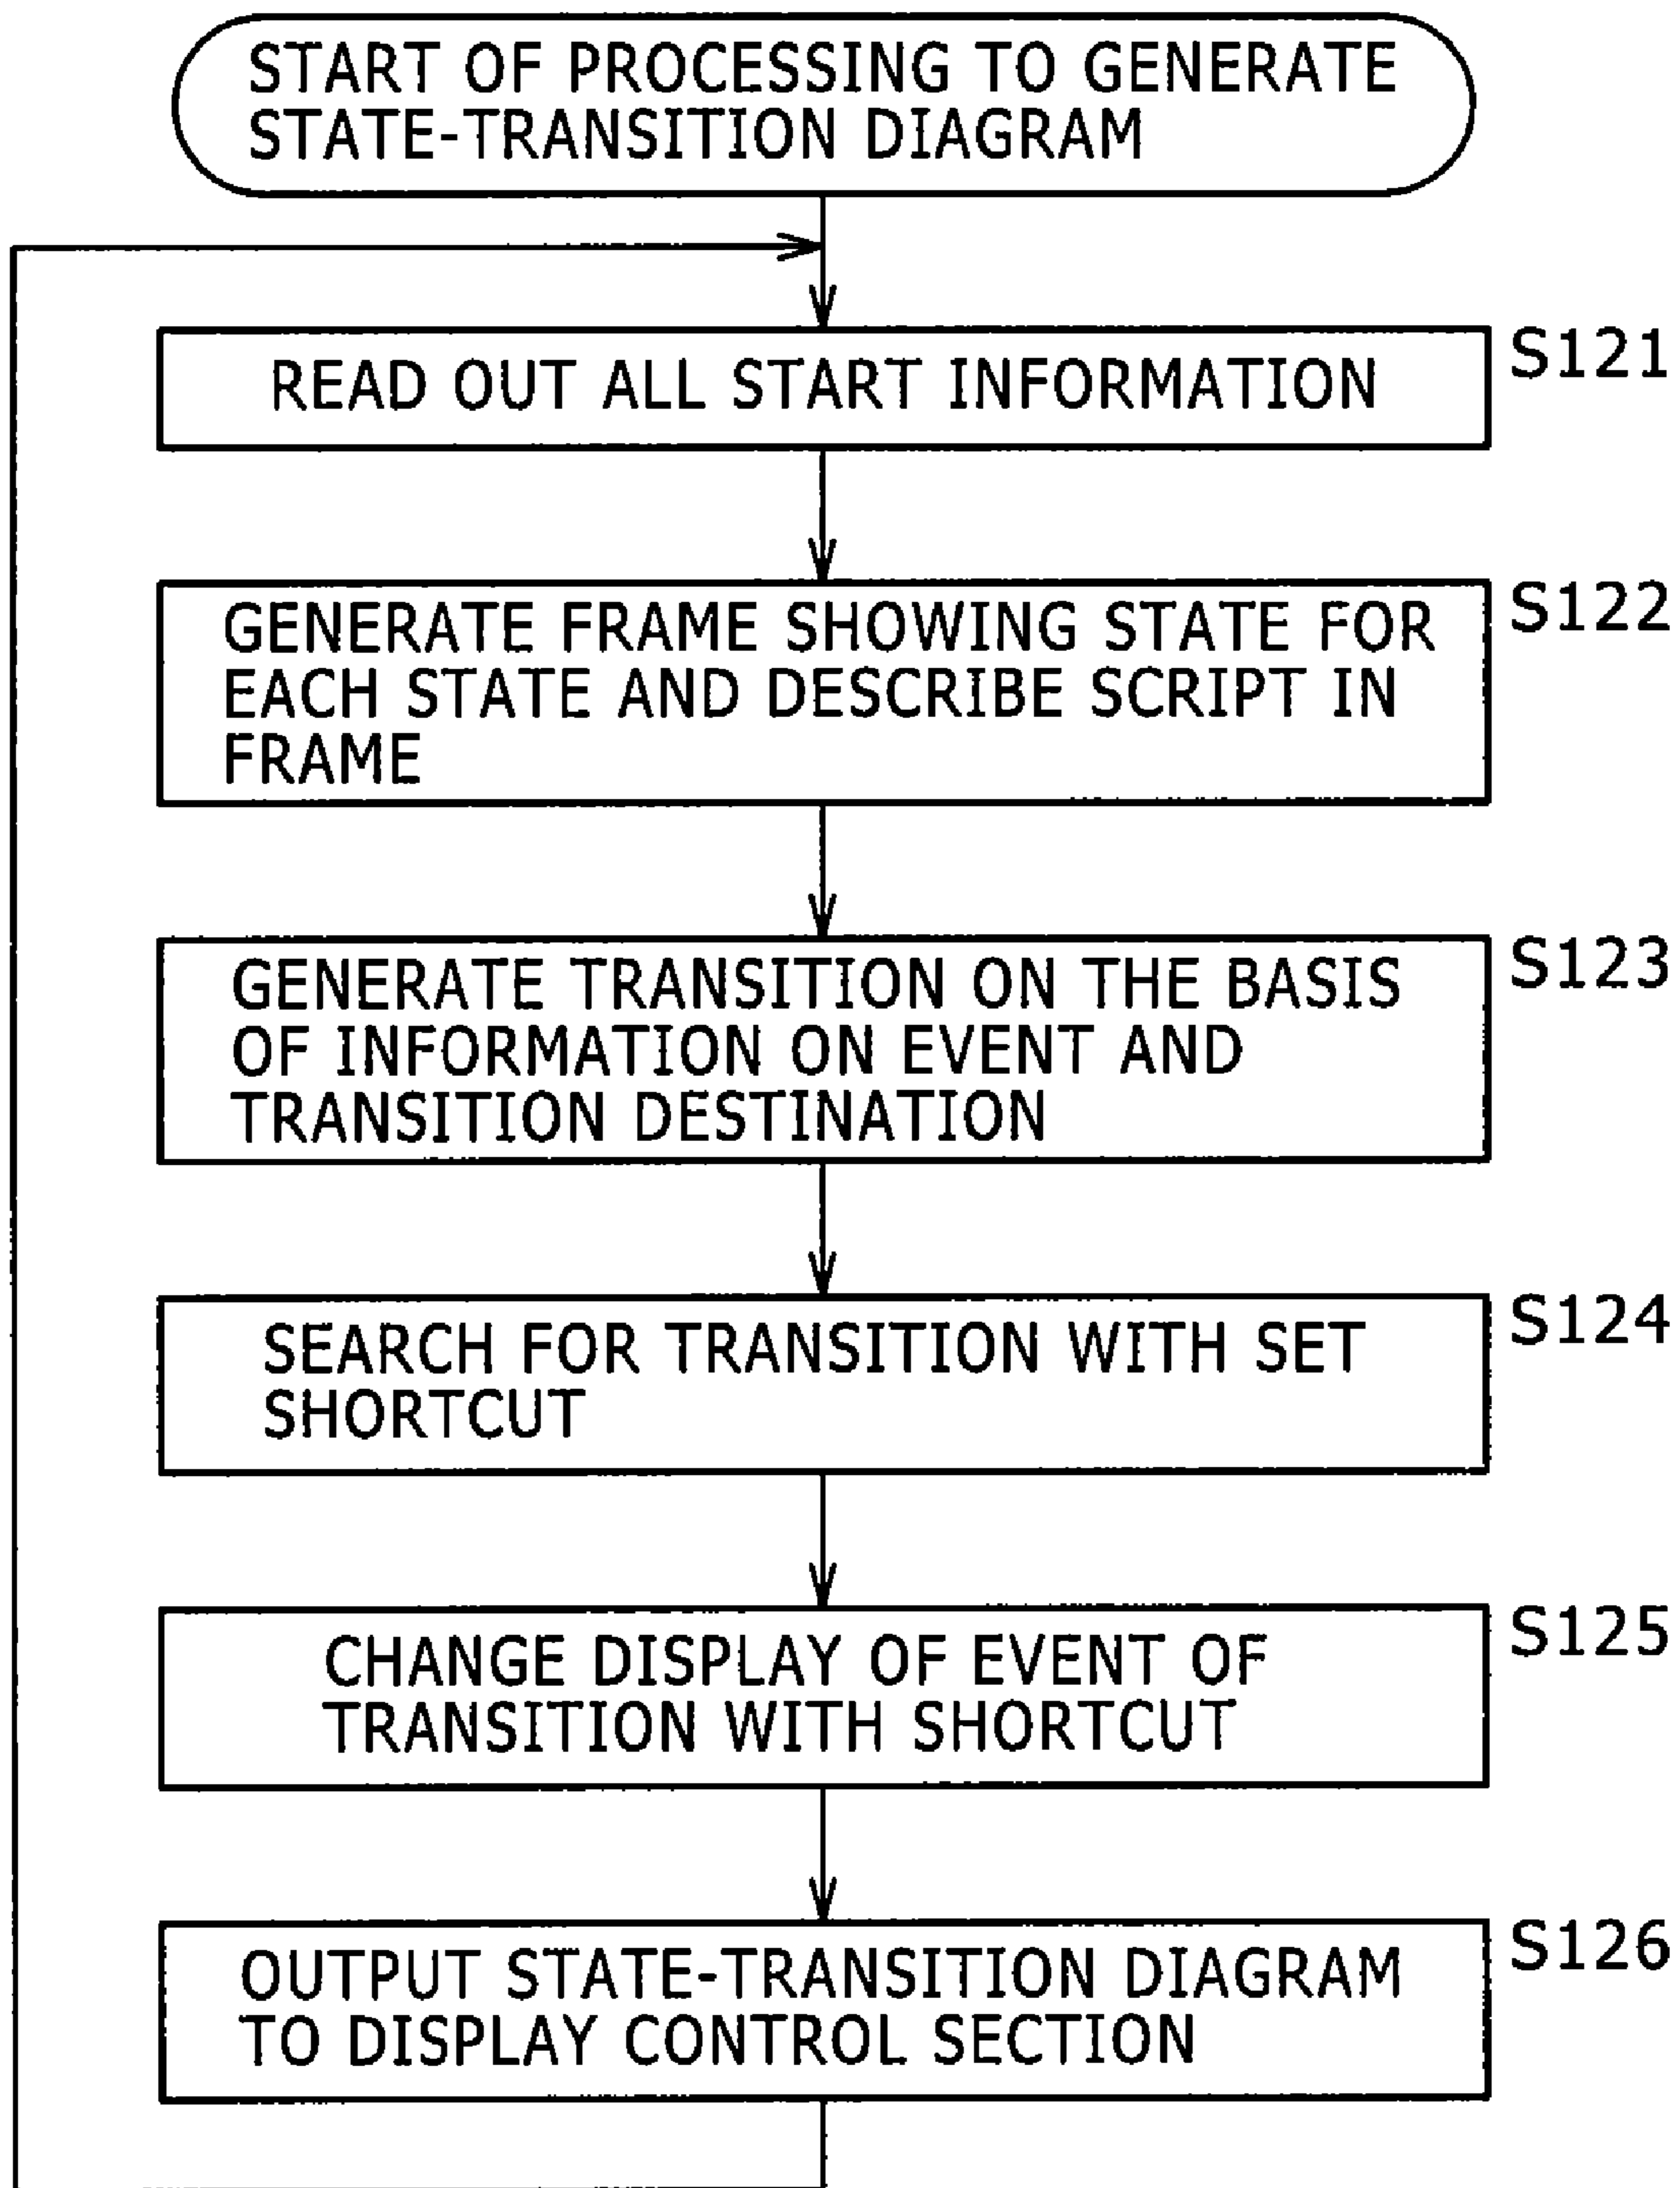 START OF PROCESSING TO GENERATE
STATE-TRANSITION DIAGRAM
READ OUT ALL START INFORMATION
S121
GENERATE FRAME SHOWING STATE FOR
EACH STATE AND DESCRIBE SCRIPT IN
FRAME
S122
GENERATE TRANSITION ON THE BASIS
OF INFORMATION ON EVENT AND
TRANSITION DESTINATION
S123
SEARCH FOR TRANSITION WITH SET
SHORTCUT
S124
CHANGE DISPLAY OF EVENT OF
TRANSITION WITH SHORTCUT
S125
OUTPUT STATE-TRANSITION DIAGRAM
TO DISPLAY CONTROL SECTION
S126